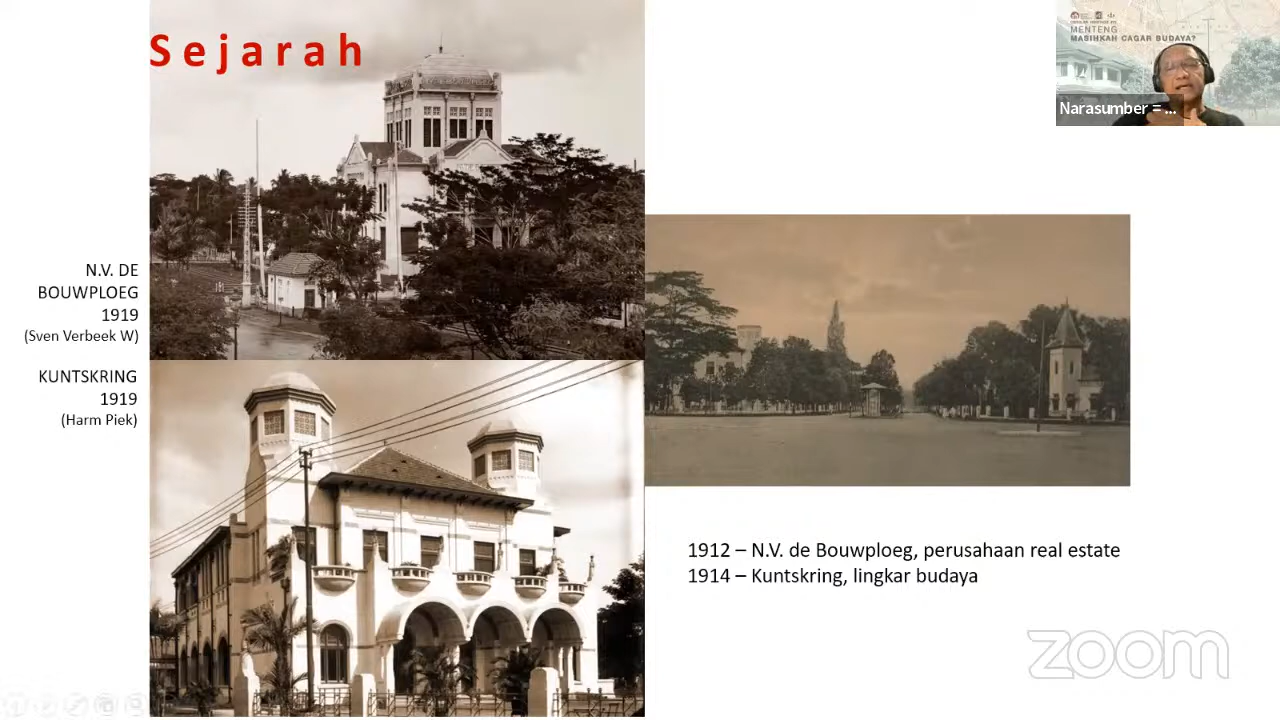 Sejarah
N.V. DE
BOUWPLOEG
1919
(Sven Verbeek W)
KUNTSKRING
1919
(Harm Piek)
1912 – N.V. de Bouwploeg, perusahaan real estate
1914 – Kuntskring, lingkar budaya
MENTENG
MASIHKAH CAGAR BUDAYA?
Narasumber = ...
zoom